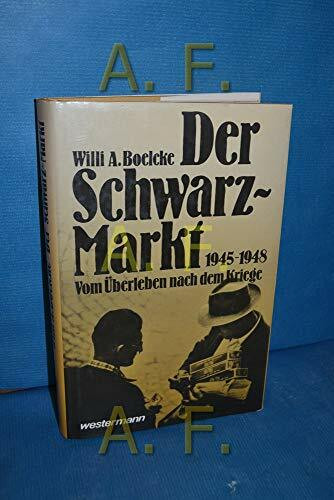 A. F.
Willi A. Boelcke Der
Schwarz-
Markt 1945-1948
A. F.
Vom Überleben nach dem Kriege
westermann
A. F.